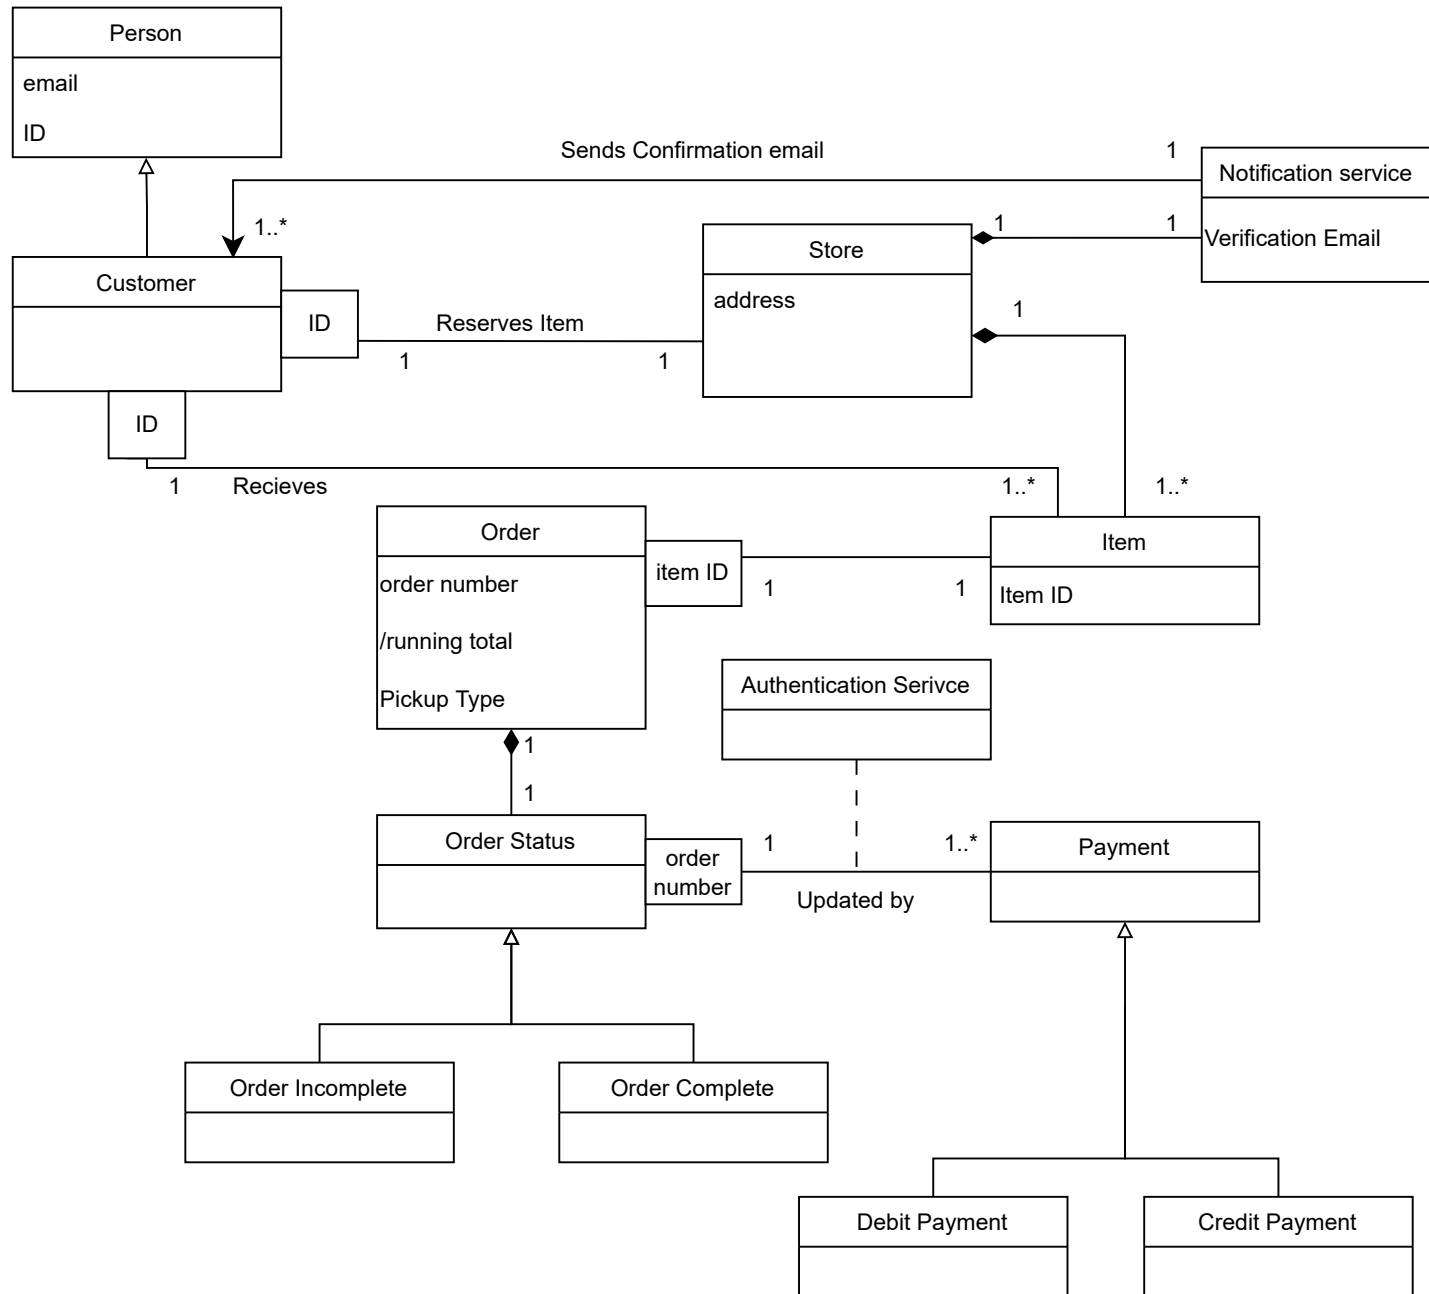 Person
email
ID
Sends Confirmation email
1
Notification service
Verification Email
1..*
1
1
Store
address
Customer
ID
Reserves Item
1
1
1
ID
1
Recieves
1..*
1..*
Order
order number
/running total
Pickup Type
item ID
1
1
Item
Item ID
Authentication Serivce
1
1
Order Status
order
number
1
1..*
Updated by
Payment
Order Incomplete
Order Complete
Debit Payment
Credit Payment